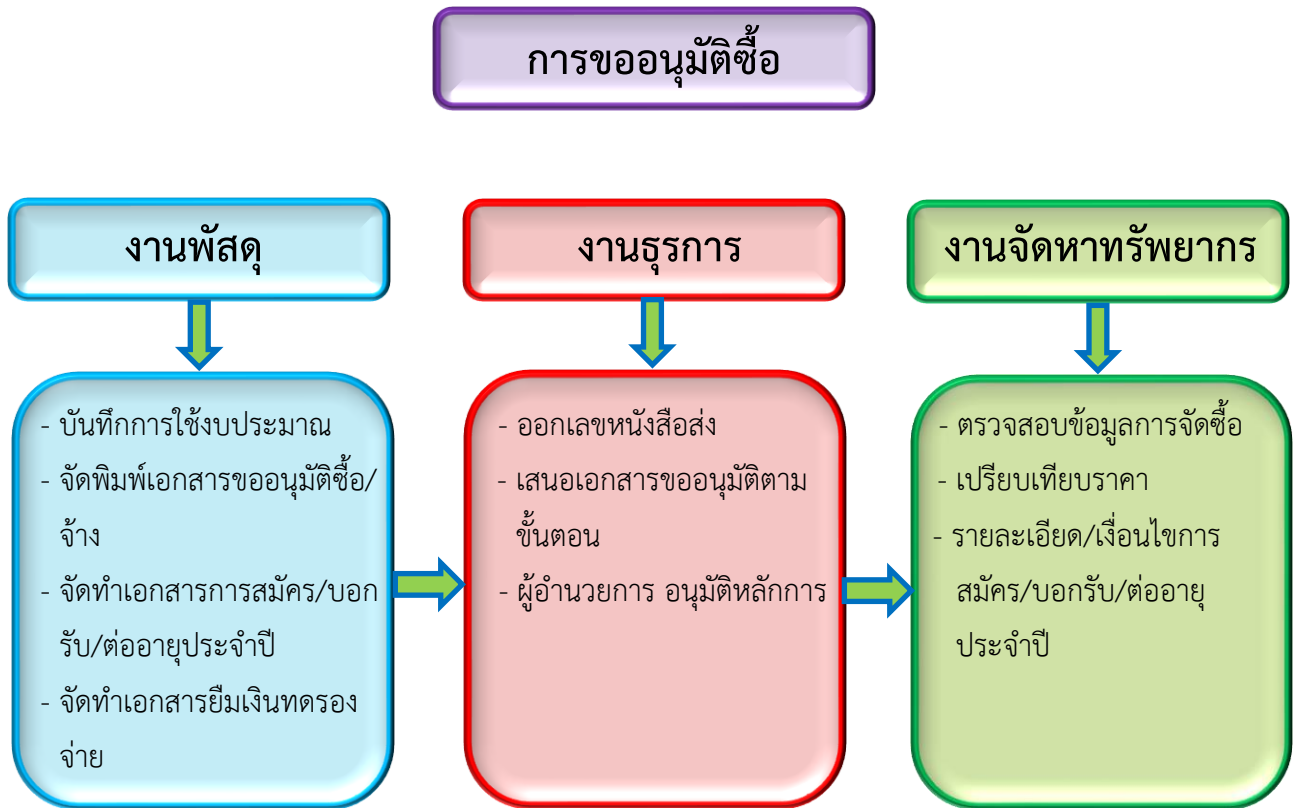 การขออนุมัติซื้อ
งานพัสดุ
- บันทึกการใช้งบประมาณ
- จัดพิมพ์เอกสารขออนุมัติซื้อ/
จ้าง
- จัดทำเอกสารการสมัคร/บอก
รับ/ต่ออายุประจำปี
- จัดทำเอกสารยืมเงินทดรอง
จ่าย
งานธุรการ
- ออกเลขหนังสือส่ง
- เสนอเอกสารขออนุมัติตาม
ขั้นตอน
- ผู้อำนวยการ อนุมัติหลักการ
งานจัดหาทรัพยากร
- ตรวจสอบข้อมูลการจัดซื้อ
- เปรียบเทียบราคา
- รายละเอียด/เงื่อนไขการ
สมัคร/บอกรับ/ต่ออายุ
ประจำปี